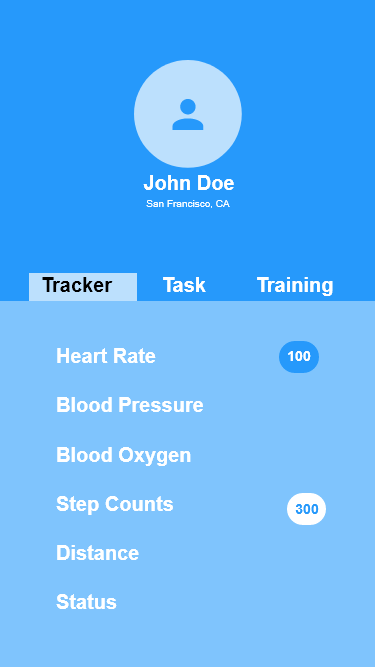 John Doe
San Francisco, CA
Tracker Task Training
Heart Rate 100
Blood Pressure
Blood Oxygen
Step Counts 300
Distance
Status